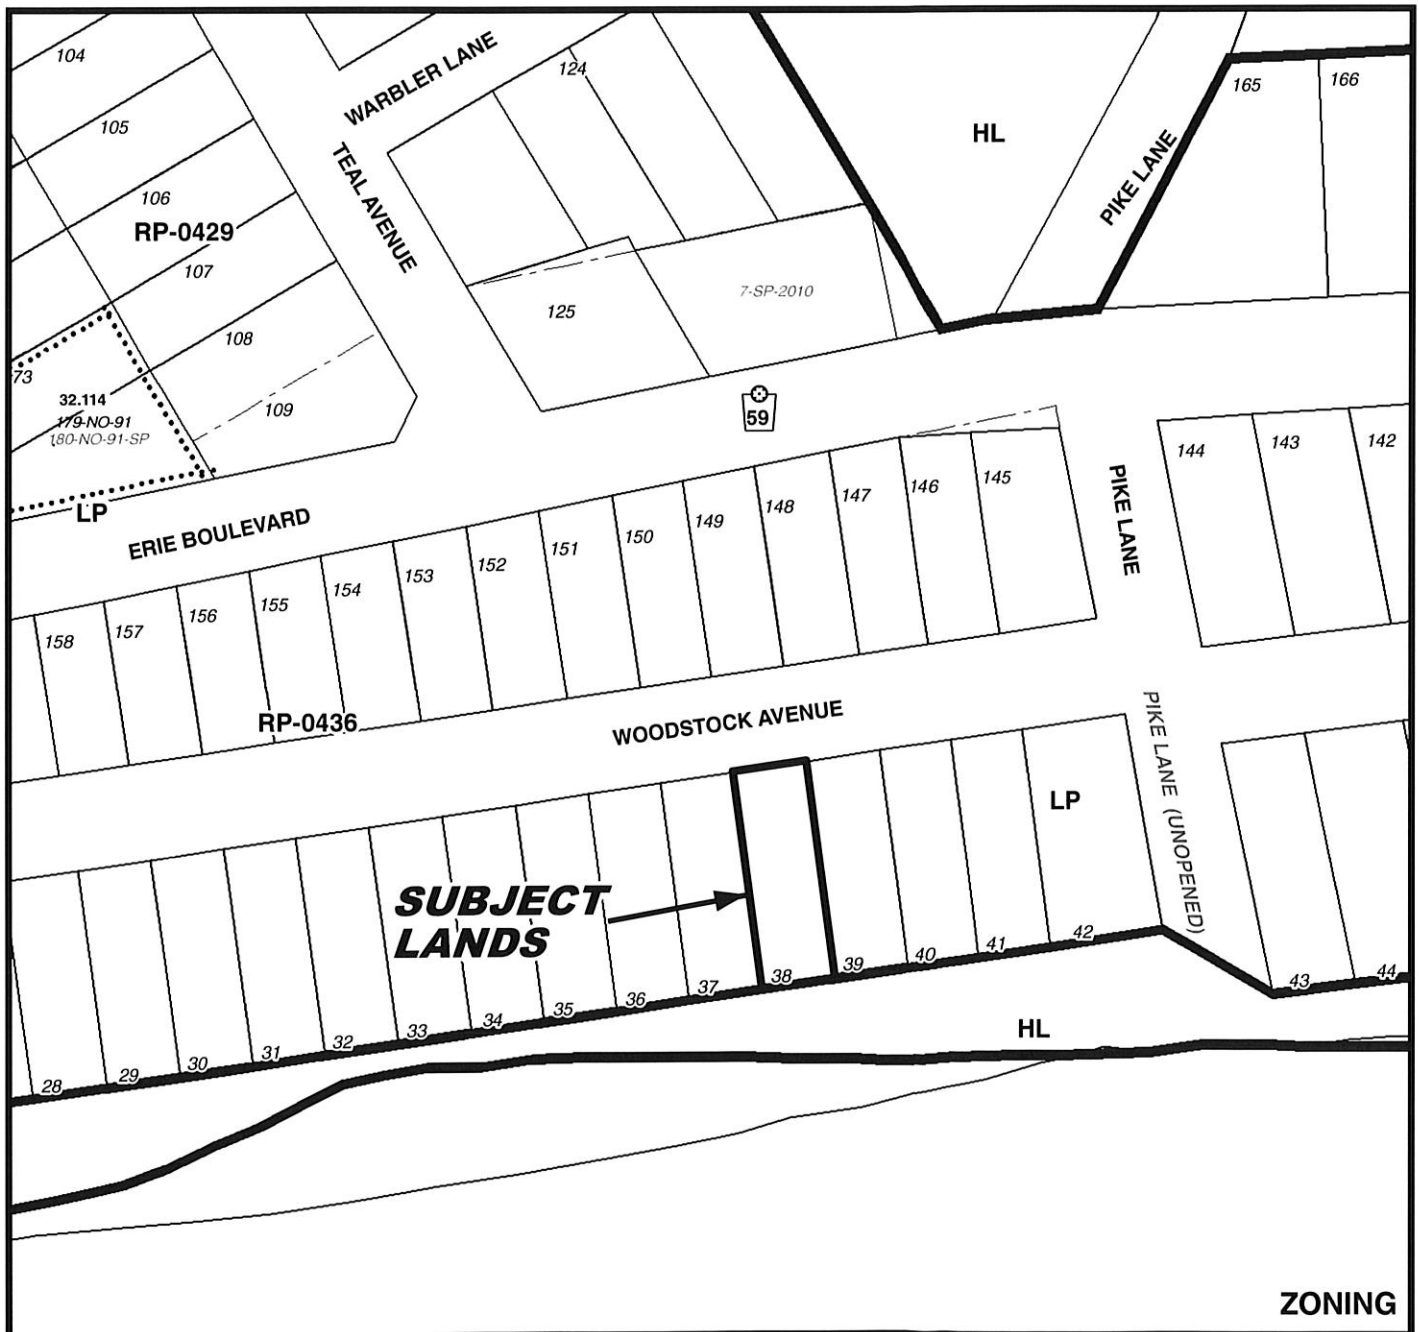 104
WARBLER LANE
124
165
166
105
HL
TEAL AVENUE
PIKE LANE
106
RP-0429
107
7-SP-2010
125
108
73
32.114
109
59
179-NO-91
180-NO-91-SP
LP
ERIE BOULEVARD
144
143
142
145
146
147
148
149
150
151
152
153
154
155
156
157
158
PIKE LANE
RP-0436
WOODSTOCK AVENUE
PIKE LANE (UNOPENED)
LP
SUBJECT
LANDS
28
29
30
31
32
33
34
35
36
37
38
39
40
41
42
43
44
HL
ZONING